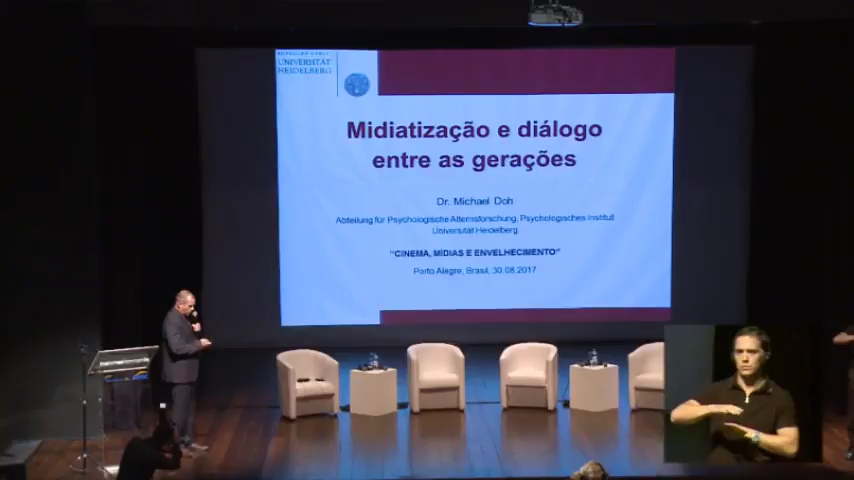 UNIVERSITÄT
HEIDELBERG
Midiatização e diálogo
entre as gerações
Dr. Michael Doh
Abteilung für Psychologische Alternsforschung, Psychologisches Institut
Universität Heidelberg
"CINEMA, MÍDIAS E ENVELHECIMENTO"
Porto Alegre, Brasil, 30.08.2017